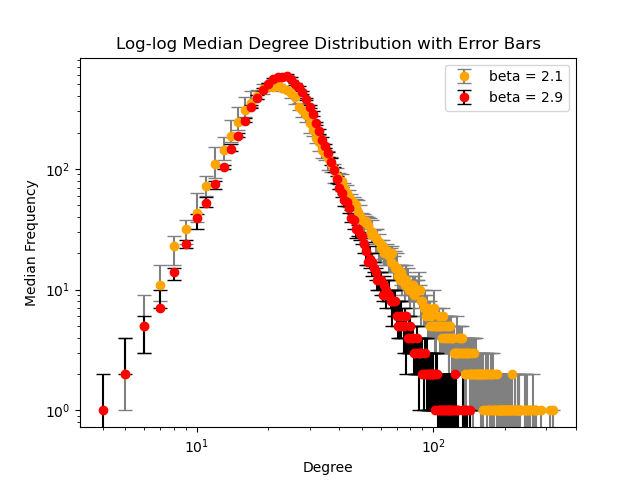 Log-log Median Degree Distribution with Error Bars
beta = 2.1
beta = 2.9
Median Frequency
10²
10¹
10⁰
10¹
10²
Degree